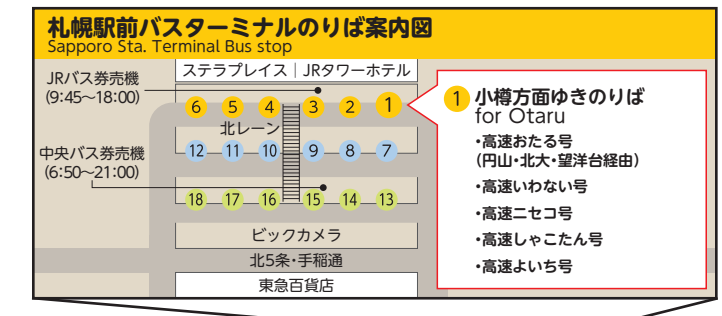 札幌駅前バスターミナルのりば案内図
Sapporo Sta. Terminal Bus stop
JRバス券売機
(9:45～18:00)
ステラプレイス｜JRタワーホテル
6 5 4 3 2 1
北レーン
中央バス券売機
(6:50～21:00)
12 11 10 9 8 7
18 17 16 15 14 13
ビックカメラ
北5条・手稲通
東急百貨店
1 小樽方面ゆきのりば
for Otaru
・高速おたる号
(円山・北大・望洋台経由)
・高速いわない号
・高速ニセコ号
・高速しゃこたん号
・高速よいち号